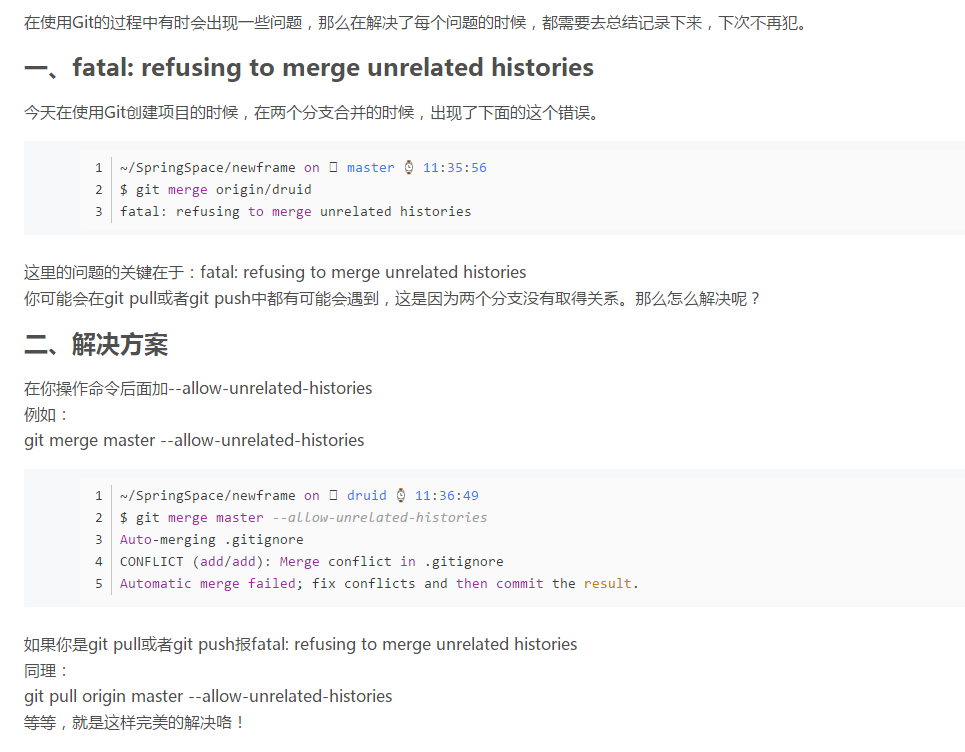 在使用Git的过程中有时会出现一些问题，那么在解决了每个问题的时候，都需要去总结记录下来，下次不再犯。
一、fatal: refusing to merge unrelated histories
今天在使用Git创建项目的时候，在两个分支合并的时候，出现了下面的这个错误。
1 ~/SpringSpace/newframe on  master ⌚ 11:35:56
2 $ git merge origin/druid
3 fatal: refusing to merge unrelated histories
这里的问题的关键在于：fatal: refusing to merge unrelated histories
你可能会在git pull或者git push中都有可能会遇到，这是因为两个分支没有取得关系。那么怎么解决呢？
二、解决方案
在你操作命令后面加--allow-unrelated-histories
例如：
git merge master --allow-unrelated-histories
1 ~/SpringSpace/newframe on  druid ⌚ 11:36:49
2 $ git merge master --allow-unrelated-histories
3 Auto-merging .gitignore
4 CONFLICT (add/add): Merge conflict in .gitignore
5 Automatic merge failed; fix conflicts and then commit the result.
如果你是git pull或者git push报fatal: refusing to merge unrelated histories
同理：
git pull origin master --allow-unrelated-histories
等等，就是这样完美的解决咯！